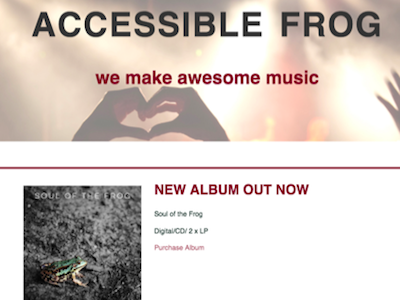 ACCESSIBLE FROG
we make awesome music
SOUL OF THE FROG
NEW ALBUM OUT NOW
Soul of the Frog
Digital/CD/ 2 x LP
Purchase Album